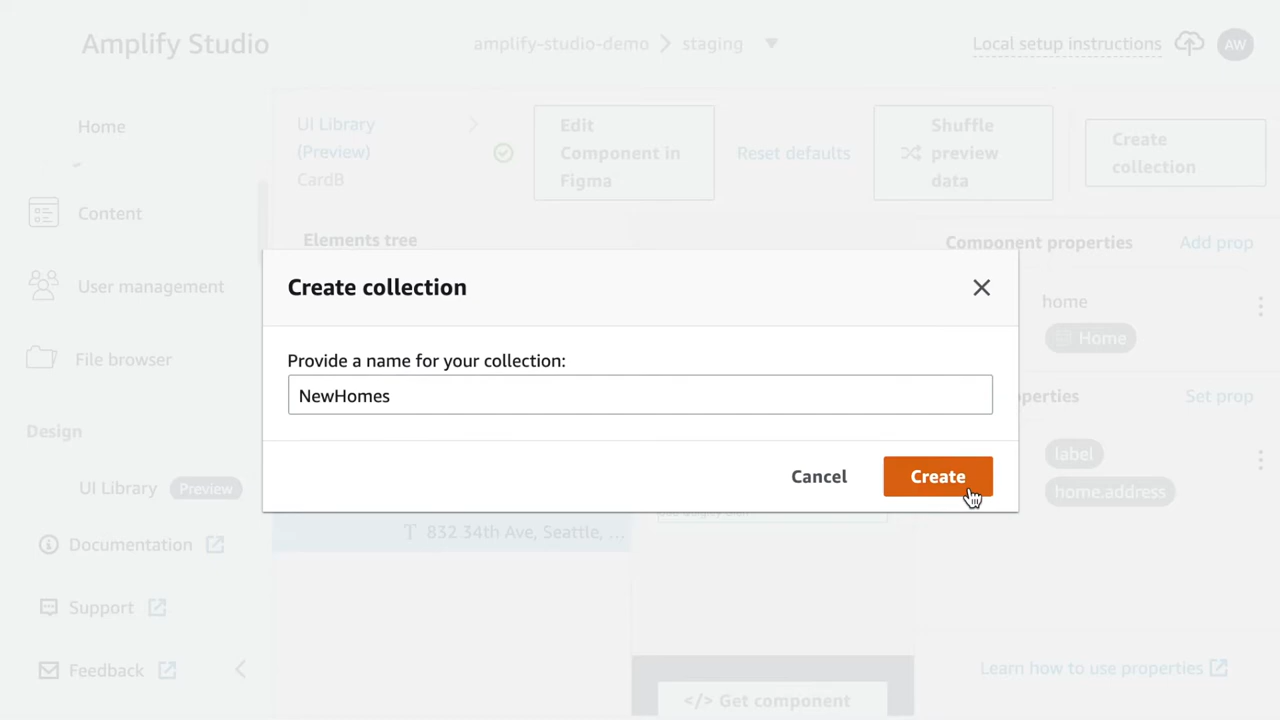 Amplify Studio
amplify-studio-demo
staging
Local setup instructions
AW
Home
Content
User management
File browser
Design
UI Library
Preview
Documentation
Support
Feedback
UI Library
(Preview)
CardB
Edit
Component in
Figma
Reset defaults
Shuffle
preview
data
Create
collection
Elements tree
Component properties
Add prop
home
Home
Create collection
Provide a name for your collection:
NewHomes
Cancel
Create
operties
Set prop
label
home.address
832 34th Ave, Seattle, ...
</> Get component
Learn how to use properties